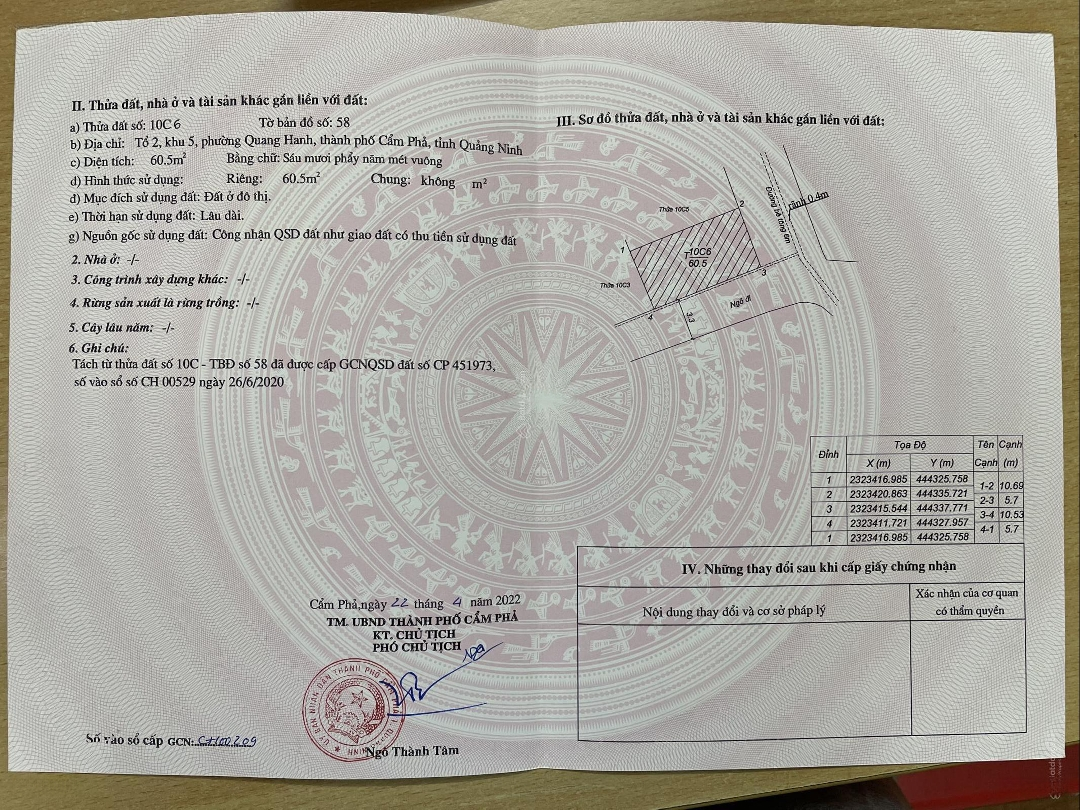 II. Thửa đất, nhà ở và tài sản khác gắn liền với đất:
a) Thửa đất số: 10C6 Tờ bản đồ số: 58
b) Địa chỉ: Tổ 2, khu 5, phường Quang Hanh, thành phố Cẩm Phả, tỉnh Quảng Ninh
c) Diện tích: 60.5m² Bằng chữ: Sáu mươi phẩy năm mét vuông
d) Hình thức sử dụng: Riêng: 60.5m² Chung: không m²
đ) Mục đích sử dụng đất: Đất ở đô thị.
e) Thời hạn sử dụng đất: Lâu dài.
g) Nguồn gốc sử dụng đất: Công nhận QSD đất như giao đất có thu tiền sử dụng đất
2. Nhà ở: -/-
3. Công trình xây dựng khác: -/-
4. Rừng sản xuất là rừng trồng: -/-
5. Cây lâu năm: -/-
6. Ghi chú:
Tách từ thửa đất số 10C - TBĐ số 58 đã được cấp GCNQSD đất số CP 451973,
số vào sổ số CH 00529 ngày 26/6/2020
Cẩm Phả, ngày 22 tháng 4 năm 2022
TM. UBND THÀNH PHỐ CẨM PHẢ
KT. CHỦ TỊCH
PHÓ CHỦ TỊCH
Ngô Thành Tâm
Số vào sổ cấp GCN: CH00209
III. Sơ đồ thửa đất, nhà ở và tài sản khác gắn liền với đất:
Thửa 10C5
2
Đường bê tông 6m
rãnh 0.4m
1
T 10C6
60.5
Thửa 10C3
3
4
3.3
Ngõ đi
Đỉnh Tọa Độ Tên Cạnh Cạnh (m)
X (m) Y (m)
1 2323416.985 444325.758
1-2 10.69
2 2323420.863 444335.721
2-3 5.7
3 2323415.544 444337.771
3-4 10.53
4 2323411.721 444327.957
4-1 5.7
1 2323416.985 444325.758
IV. Những thay đổi sau khi cấp giấy chứng nhận
Nội dung thay đổi và cơ sở pháp lý
Xác nhận của cơ quan
có thẩm quyền